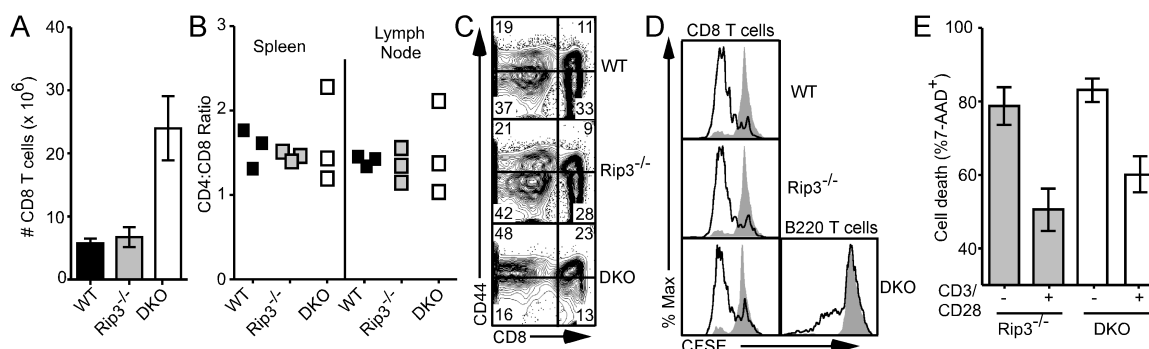 A
# CD8 T cells (x 10⁶)
40
30
20
10
0
WT
Rip3⁻/⁻
DKO
B
CD4:CD8 Ratio
3
2
1
0
Spleen
Lymph
Node
WT
Rip3⁻/⁻
DKO
WT
Rip3⁻/⁻
DKO
C
19 11
37 33
WT
21 9
42 28
Rip3⁻/⁻
48 23
16 13
DKO
CD44
CD8
D
CD8 T cells
WT
Rip3⁻/⁻
B220 T cells
DKO
% Max
CFSE
E
Cell death (%7-AAD⁺)
%100
80
60
40
CD3/
CD28
- + - +
Rip3⁻/⁻ DKO